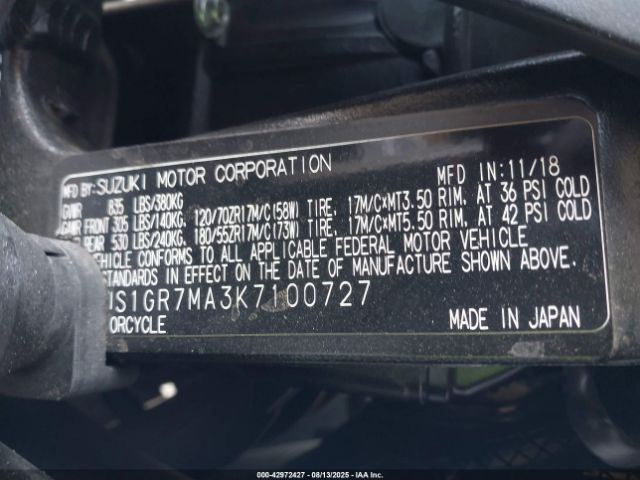 MFD BY:SUZUKI MOTOR CORPORATION MFD IN:11/18
GVWR 835 LBS/380KG
GAWR FRONT 305 LBS/140KG, 120/70ZR17M/C(58W) TIRE, 17M/C×MT3.50 RIM, AT 36 PSI COLD
REAR 530 LBS/240KG, 180/55ZR17M/C(73W) TIRE, 17M/C×MT5.50 RIM, AT 42 PSI COLD
VEHICLE CONFORMS TO ALL APPLICABLE FEDERAL MOTOR VEHICLE
STANDARDS IN EFFECT ON THE DATE OF MANUFACTURE SHOWN ABOVE.
S1GR7MA3K7100727
ORCYCLE MADE IN JAPAN
000-42972427 - 08/13/2025 - IAA Inc.